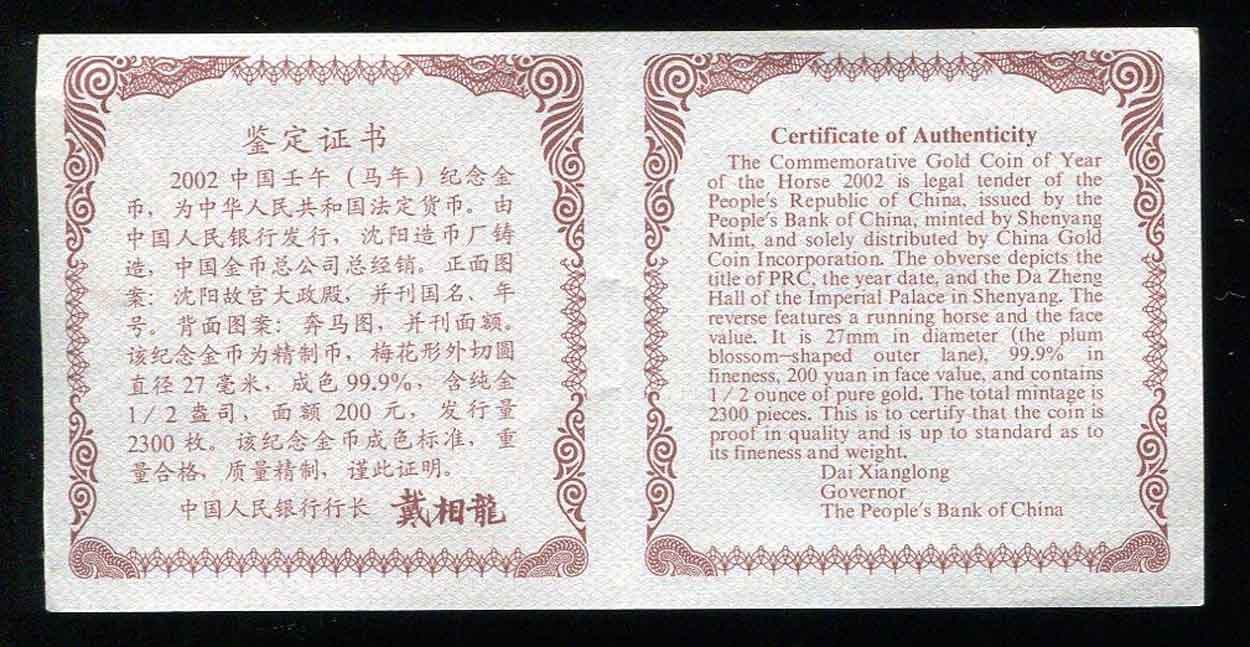 鉴定证书
2002 中国壬午（马年）纪念金
币，为中华人民共和国法定货币。由
中国人民银行发行，沈阳造币厂铸
造，中国金币总公司总经销。正面图
案：沈阳故宫大政殿，并刊国名、年
号。背面图案：奔马图，并刊面额。
该纪念金币为精制币，梅花形外切圆
直径 27 毫米，成色 99.9%，含纯金
1/2 盎司，面额 200 元，发行量
2300 枚。该纪念金币成色标准，重
量合格，质量精制，谨此证明。
中国人民银行行长 戴相龍
Certificate of Authenticity
The Commemorative Gold Coin of Year
of the Horse 2002 is legal tender of the
People's Republic of China, issued by the
People's Bank of China, minted by Shenyang
Mint, and solely distributed by China Gold
Coin Incorporation. The obverse depicts the
title of PRC, the year date, and the Da Zheng
Hall of the Imperial Palace in Shenyang. The
reverse features a running horse and the face
value. It is 27mm in diameter (the plum
blossom-shaped outer lane), 99.9% in
fineness, 200 yuan in face value, and contains
1/2 ounce of pure gold. The total mintage is
2300 pieces. This is to certify that the coin is
proof in quality and is up to standard as to
its fineness and weight.
Dai Xianglong
Governor
The People's Bank of China